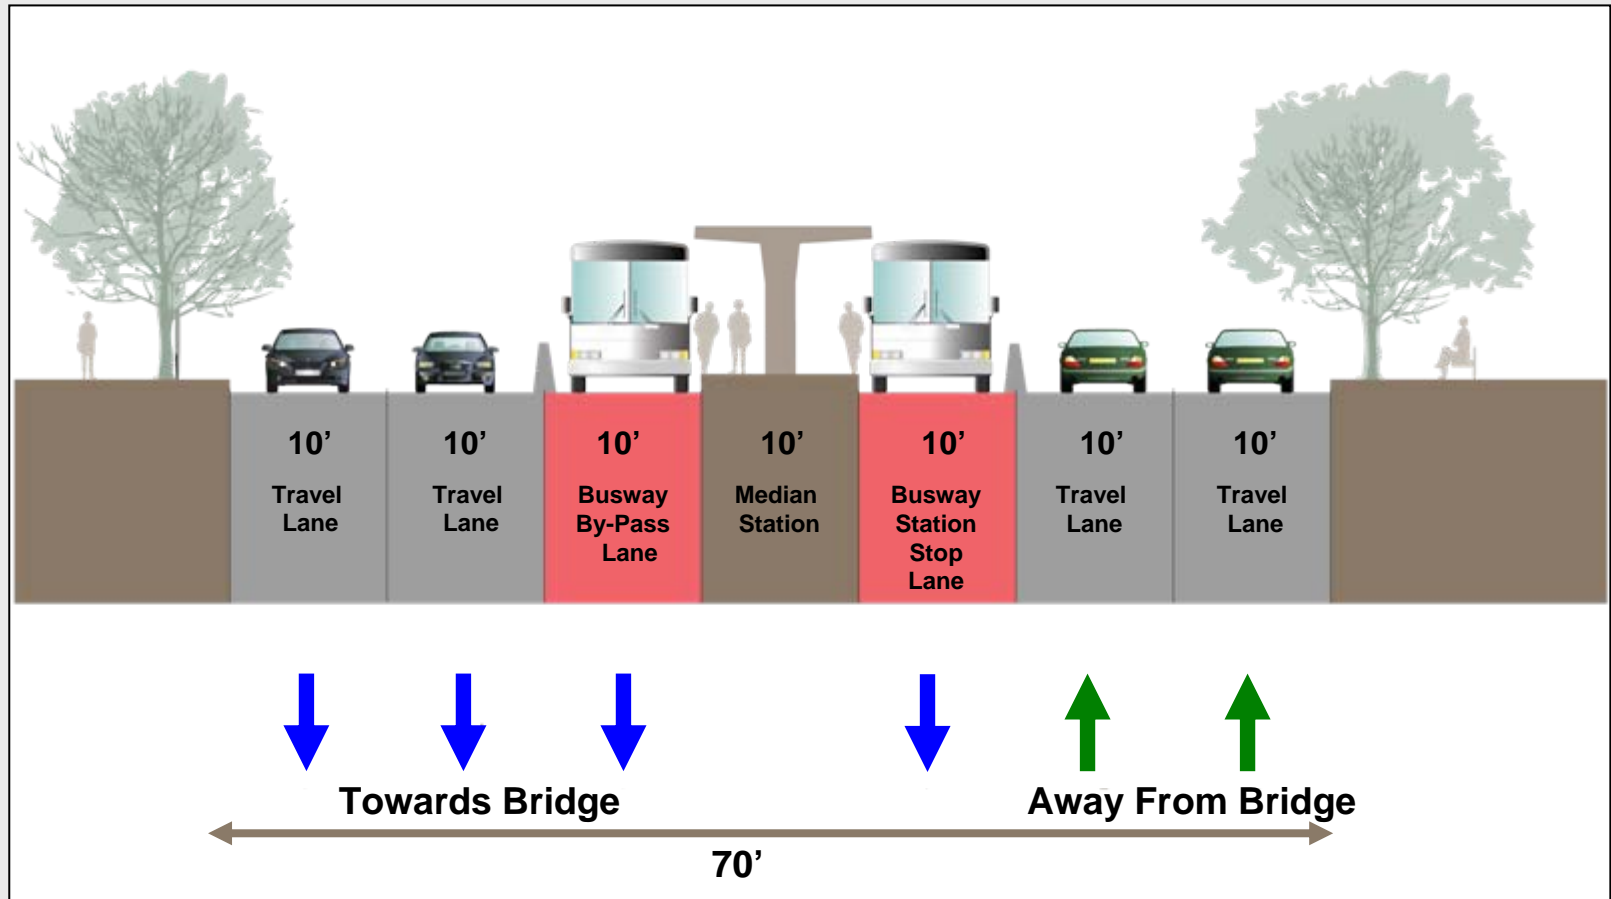 10’ 10’ 10’ 10’ 10’ 10’ 10’
Travel
Lane
Travel
Lane
Busway
By-Pass
Lane
Median
Station
Busway
Station
Stop
Lane
Travel
Lane
Travel
Lane
Towards Bridge
Away From Bridge
70’